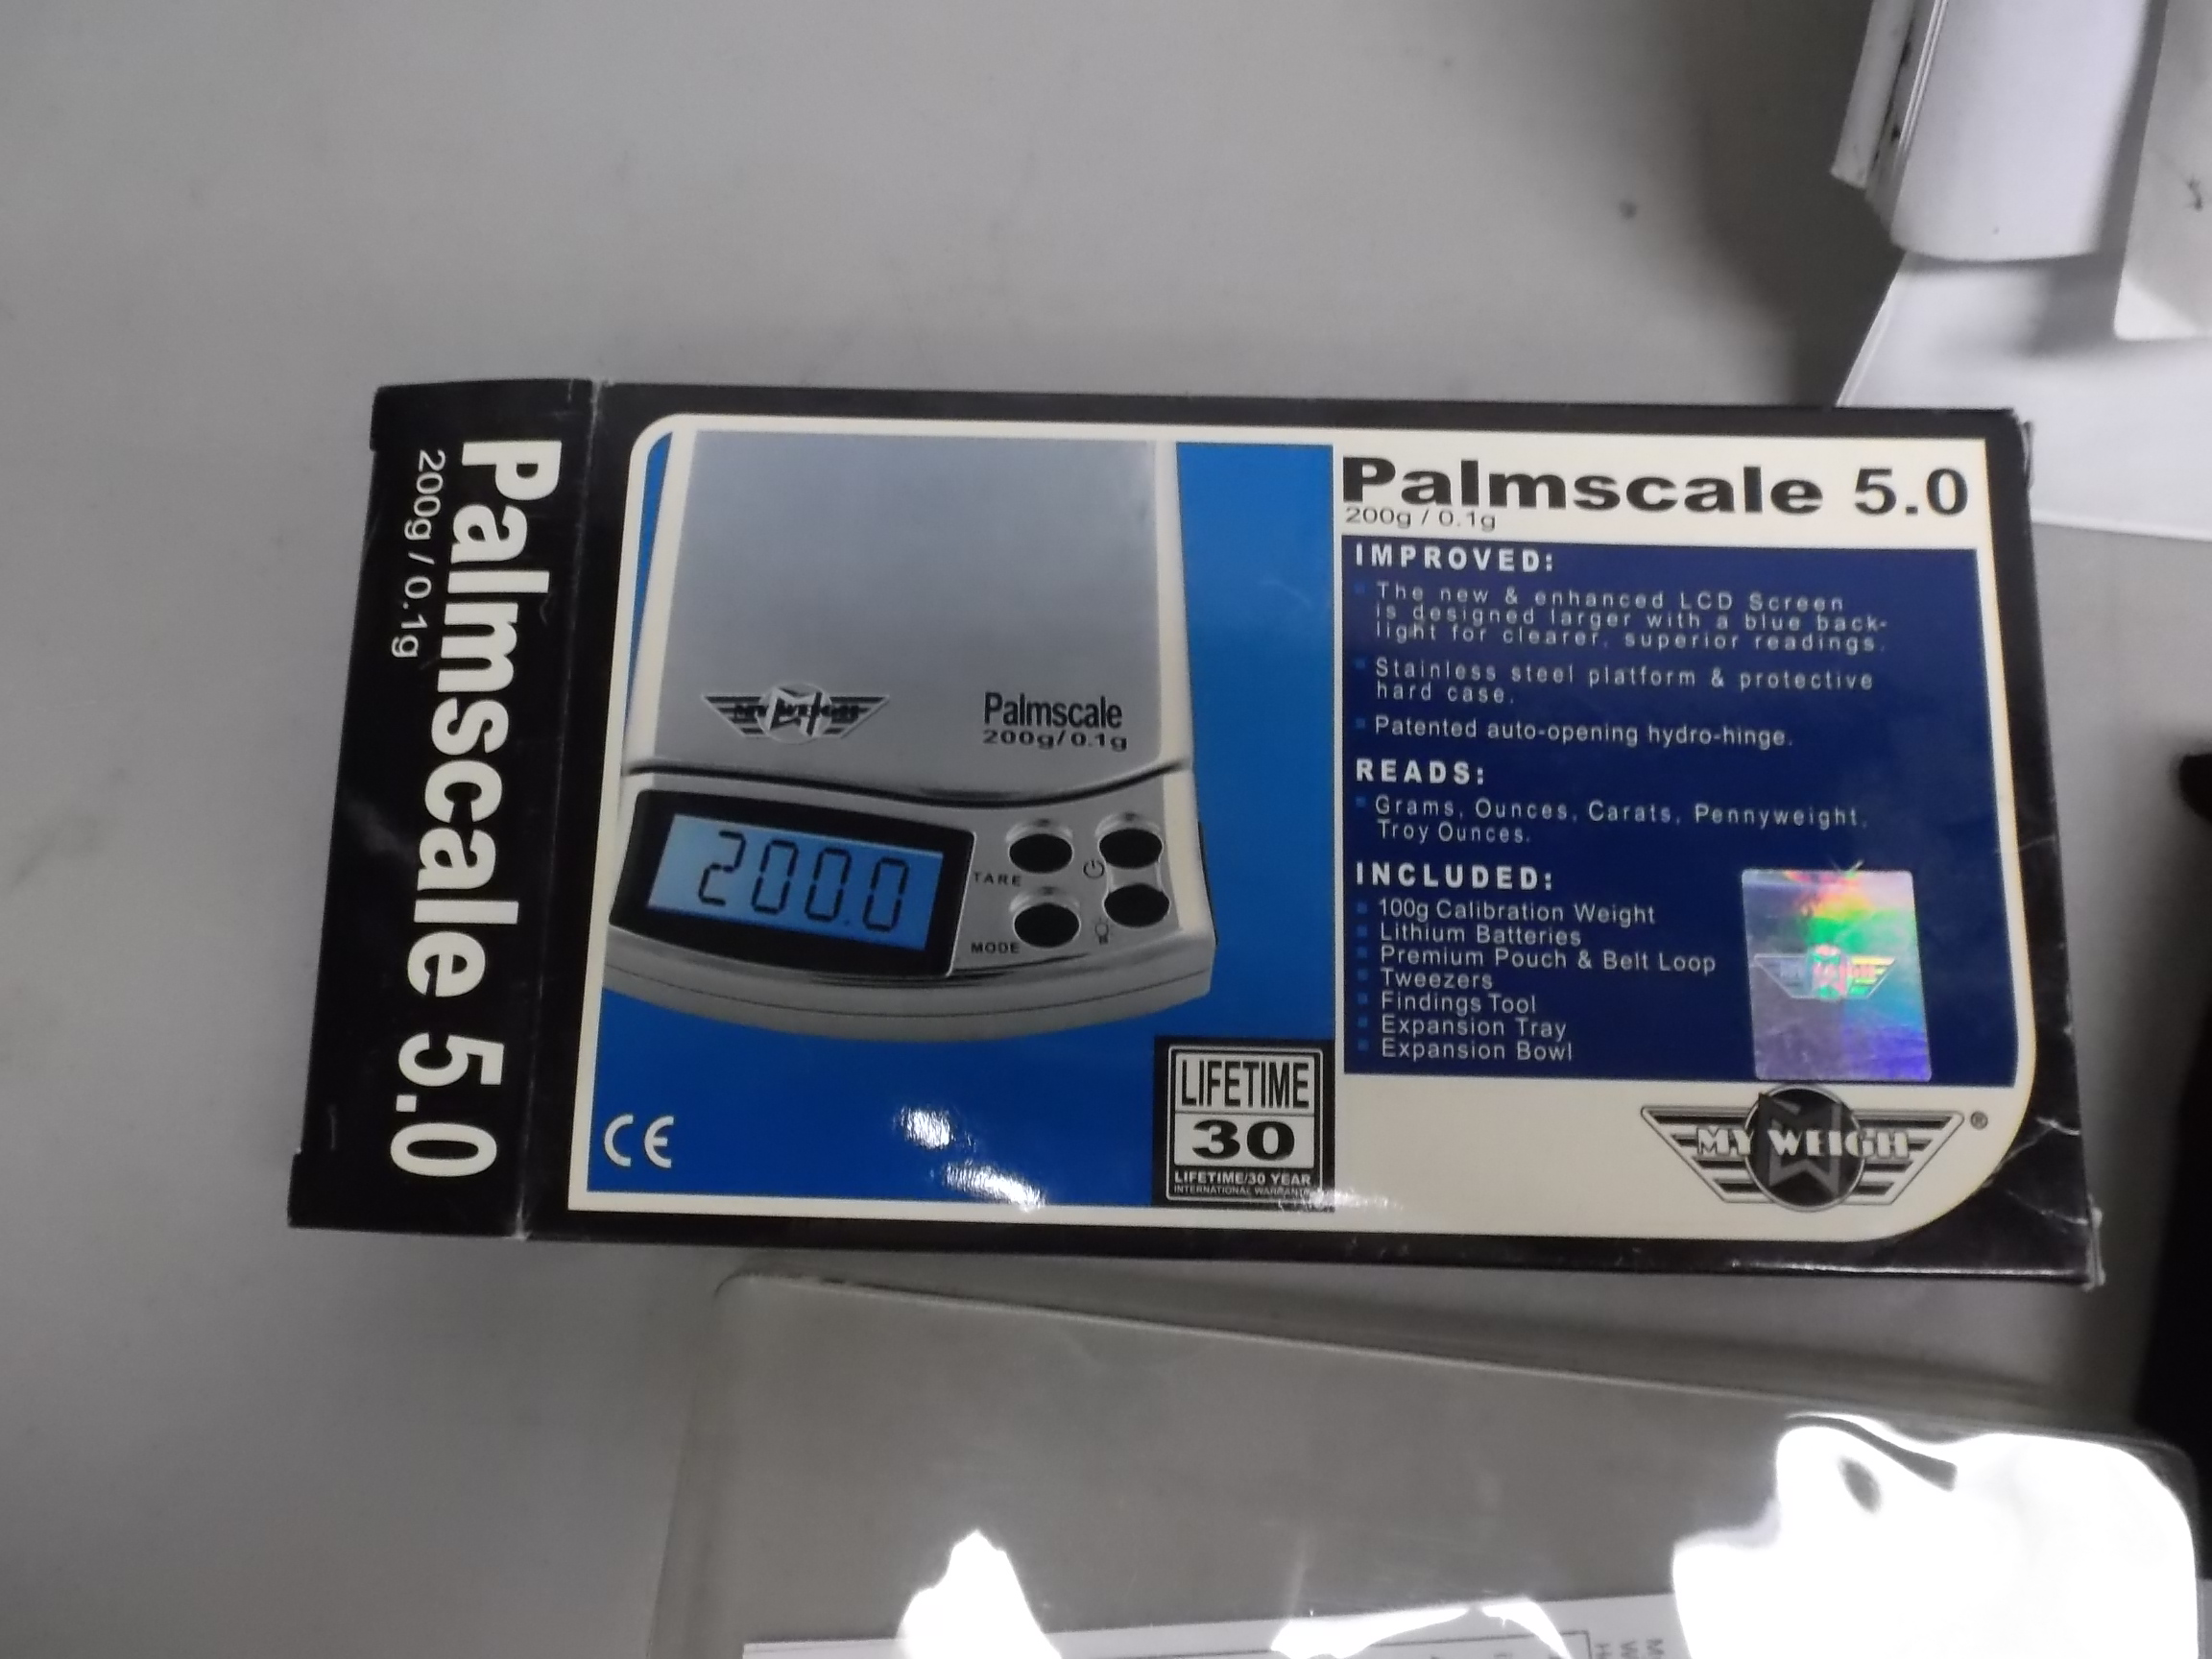 Palmscale 5.0
200g / 0.1g
MY WEIGH
Palmscale
200g/0.1g
200.0
TARE
MODE
CE
LIFETIME
30
LIFETIME/30 YEAR
INTERNATIONAL WARRANTY
Palmscale 5.0
200g / 0.1g
IMPROVED:
The new & enhanced LCD Screen
is designed larger with a blue back-
light for clearer, superior readings.
Stainless steel platform & protective
hard case.
Patented auto-opening hydro-hinge.
READS:
Grams, Ounces, Carats, Pennyweight,
Troy Ounces.
INCLUDED:
100g Calibration Weight
Lithium Batteries
Premium Pouch & Belt Loop
Tweezers
Findings Tool
Expansion Tray
Expansion Bowl
MY WEIGH ®